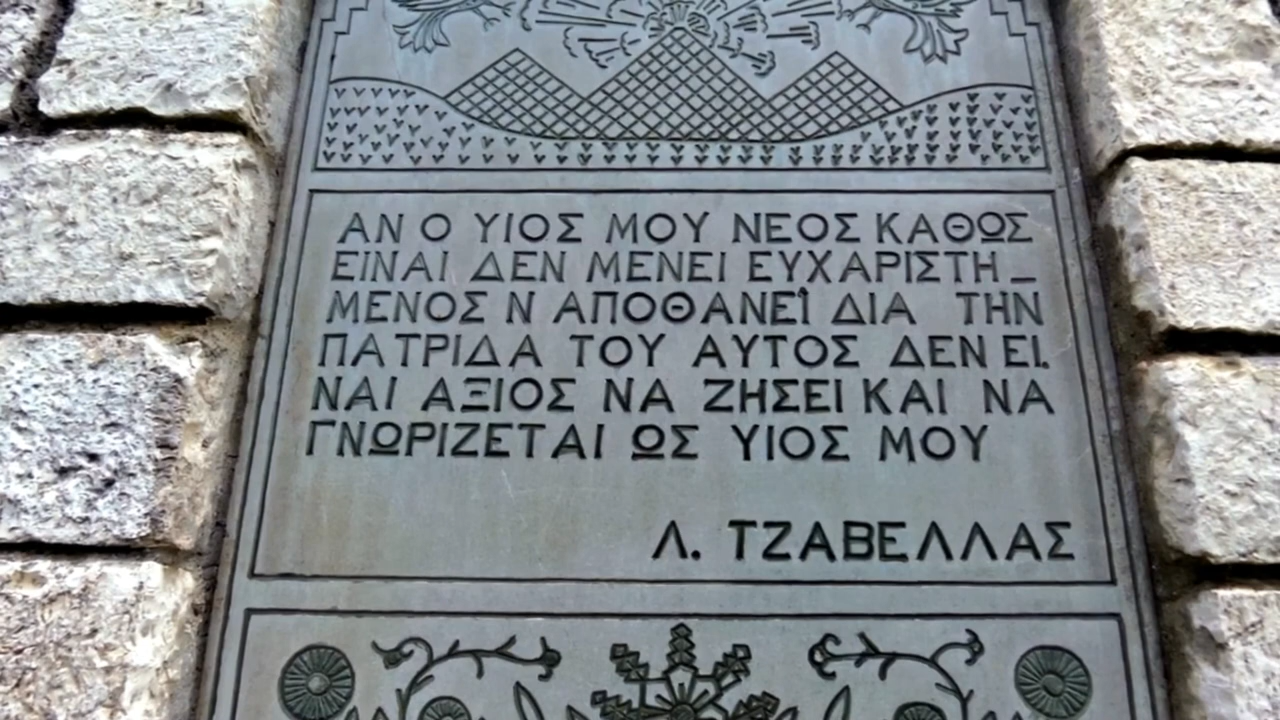 ΑΝ Ο ΥΙΟΣ ΜΟΥ ΝΕΟΣ ΚΑΘΩΣ
ΕΙΝΑΙ ΔΕΝ ΜΕΝΕΙ ΕΥΧΑΡΙΣΤΗ_
ΜΕΝΟΣ Ν ΑΠΟΘΑΝΕΙ ΔΙΑ ΤΗΝ
ΠΑΤΡΙΔΑ ΤΟΥ ΑΥΤΟΣ ΔΕΝ ΕΙ.
ΝΑΙ ΑΞΙΟΣ ΝΑ ΖΗΣΕΙ ΚΑΙ ΝΑ
ΓΝΩΡΙΖΕΤΑΙ ΩΣ ΥΙΟΣ ΜΟΥ
Λ. ΤΖΑΒΕΛΛΑΣ